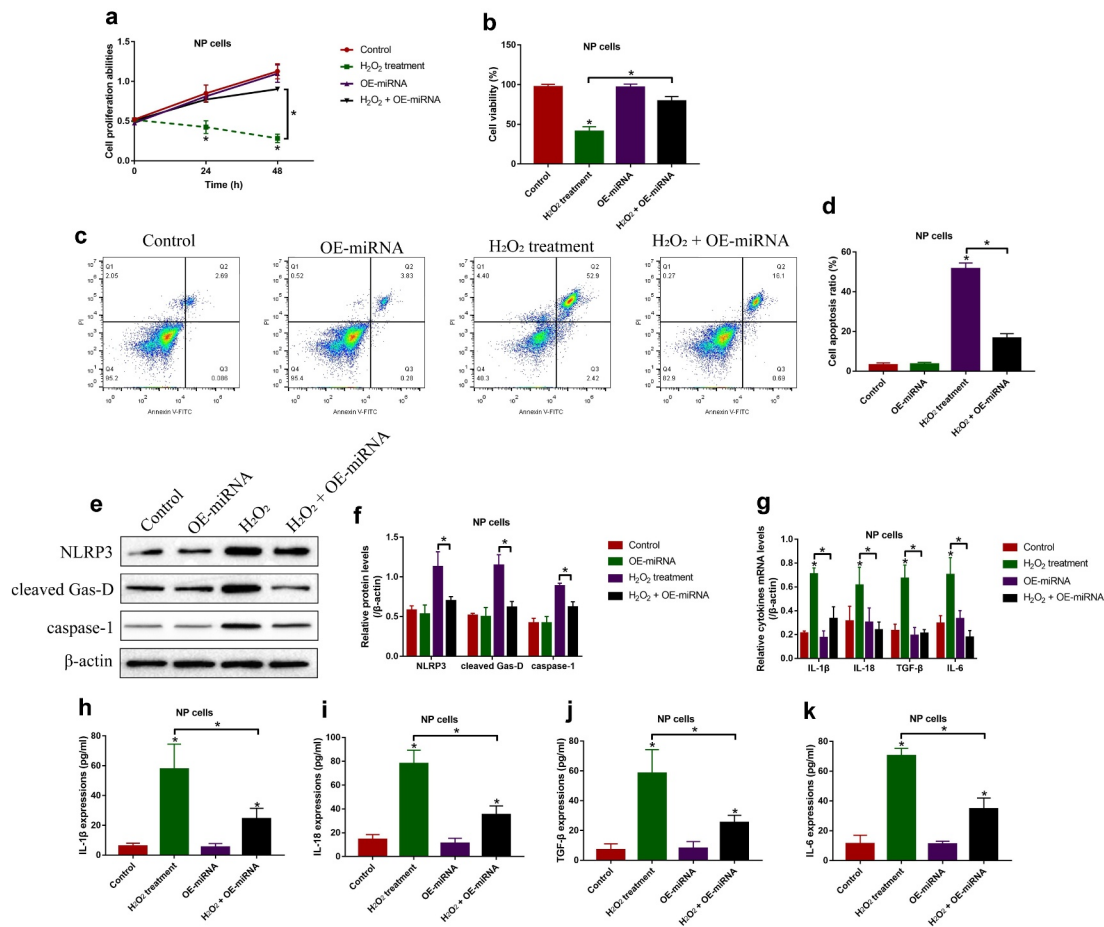 a
NP cells
Cell proliferation abilities
1.5
1.0
0.5
0.0
0
24
48
Time (h)
*
*
*
Control
H₂O₂ treatment
OE-miRNA
H₂O₂ + OE-miRNA
b
NP cells
Cell viability (%)
150
100
50
0
*
*
Control
H₂O₂ treatment
OE-miRNA
H₂O₂ + OE-miRNA
c
Control
Q1
2.05
Q2
2.69
Q4
95.2
Q3
0.086
PI
Annexin V-FITC
OE-miRNA
Q1
0.52
Q2
3.83
Q4
95.4
Q3
0.28
PI
Annexin V-FITC
H₂O₂ treatment
Q1
4.40
Q2
52.9
Q4
40.3
Q3
2.42
PI
Annexin V-FITC
H₂O₂ + OE-miRNA
Q1
0.27
Q2
16.1
Q4
82.9
Q3
0.69
PI
Annexin V-FITC
d
NP cells
Cell apoptosis ratio (%)
60
40
20
0
*
*
Control
OE-miRNA
H₂O₂ treatment
H₂O₂ + OE-miRNA
e
Control
OE-miRNA
H₂O₂
H₂O₂ + OE-miRNA
NLRP3
cleaved Gas-D
caspase-1
β-actin
f
NP cells
Relative protein levels
(/β-actin)
1.5
1.0
0.5
0.0
*
*
*
NLRP3
cleaved Gas-D
caspase-1
Control
OE-miRNA
H₂O₂ treatment
H₂O₂ + OE-miRNA
g
NP cells
Relative cytokines mRNA levels
(/β-actin)
1.0
0.8
0.6
0.4
0.2
0.0
* * * *
* * * *
IL-1β
IL-18
TGF-β
IL-6
Control
H₂O₂ treatment
OE-miRNA
H₂O₂ + OE-miRNA
h
NP cells
IL-1β expressions (pg/ml)
80
60
40
20
0
*
*
*
Control
H₂O₂ treatment
OE-miRNA
H₂O₂ + OE-miRNA
i
NP cells
IL-18 expressions (pg/ml)
100
80
60
40
20
0
*
*
*
Control
H₂O₂ treatment
OE-miRNA
H₂O₂ + OE-miRNA
j
NP cells
TGF-β expressions (pg/ml)
80
60
40
20
0
*
*
*
Control
H₂O₂ treatment
OE-miRNA
H₂O₂ + OE-miRNA
k
NP cells
IL-6 expressions (pg/ml)
80
60
40
20
0
*
*
*
Control
H₂O₂ treatment
OE-miRNA
H₂O₂ + OE-miRNA